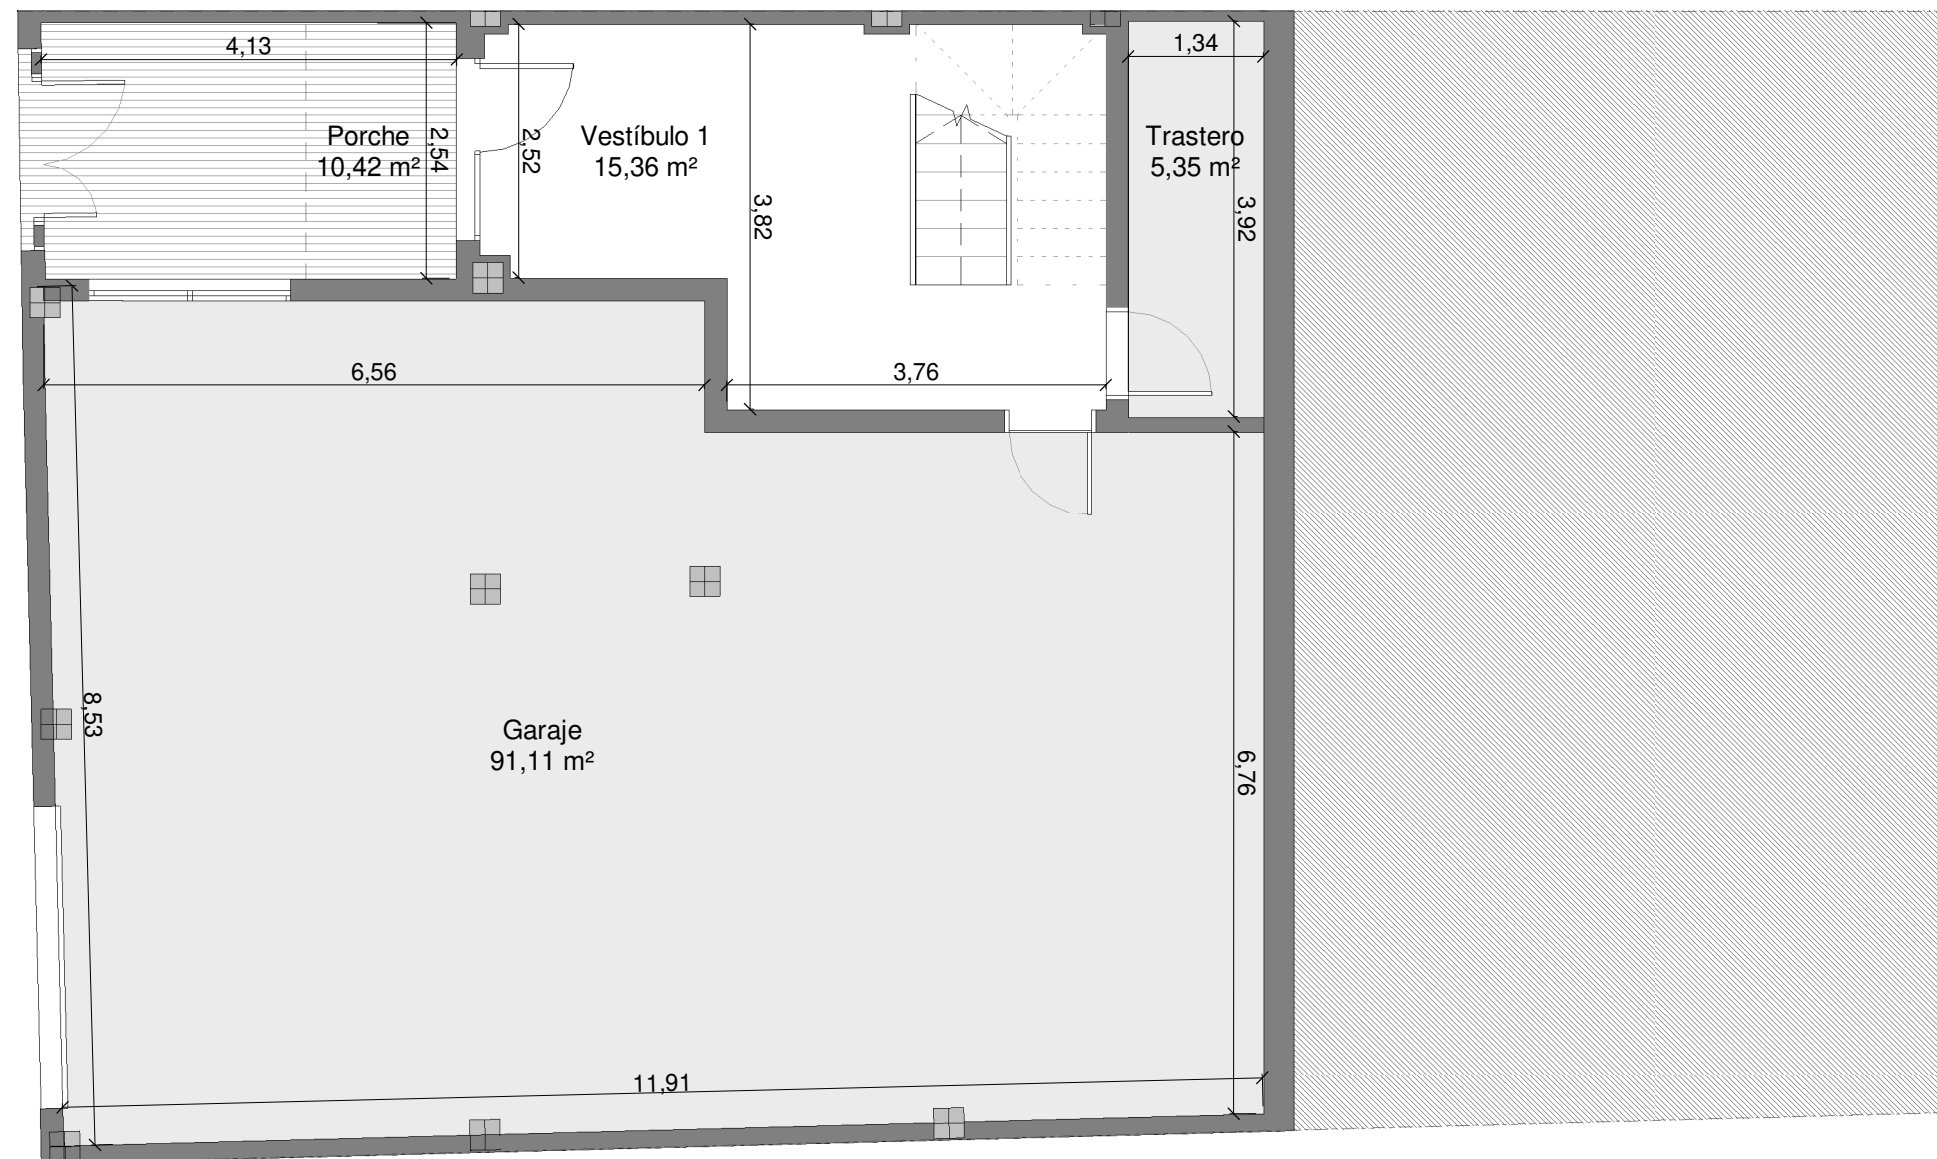 4,13
1,34
Porche
10,42 m²
2,54
2,52
Vestíbulo 1
15,36 m²
3,82
Trastero
5,35 m²
3,92
6,56
3,76
8,53
Garaje
91,11 m²
6,76
11,91